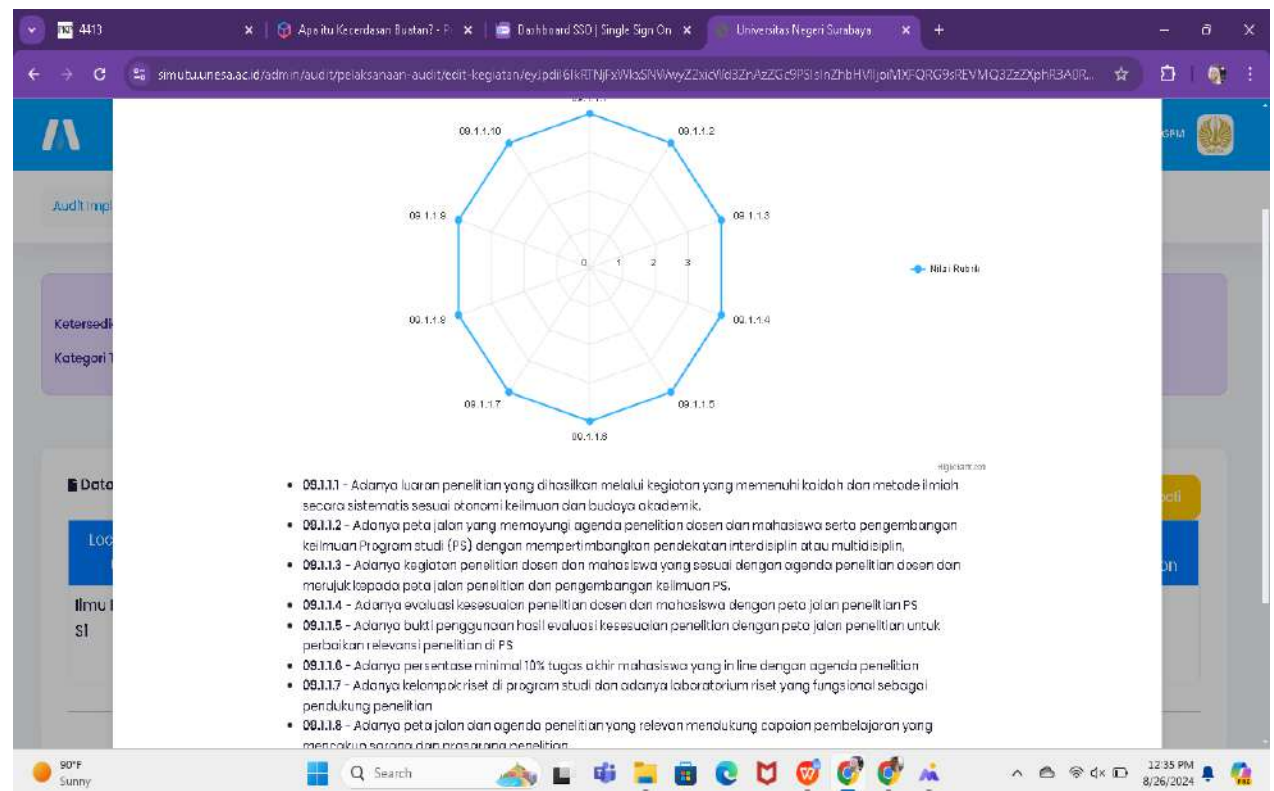 4413
Apa itu Kecerdasan Buatan? - P
Dashboard SSO | Single Sign On
Universitas Negeri Surabaya
simutu.unesa.ac.id/admin/audit/pelaksanaan-audit/edit-kegiatan/
GPM
Audit Impl
09.1.1.10
09.1.1.2
09.1.1.9
09.1.1.3
0 1 2 3
Nilai Rubrik
Ketersedi
Kategori T
09.1.1.8
09.1.1.4
09.1.1.7
09.1.1.5
09.1.1.6
Data
Loc
on
Ilmu
S1
09.1.1.1 - Adanya luaran penelitian yang dihasilkan melalui kegiatan yang memenuhi kaidah dan metode ilmiah
secara sistematis sesuai otonomi keilmuan dan budaya akademik.
09.1.1.2 - Adanya peta jalan yang memayungi agenda penelitian dosen dan mahasiswa serta pengembangan
keilmuan Program studi (PS) dengan mempertimbangkan pendekatan interdisiplin atau multidisiplin,
09.1.1.3 - Adanya kegiatan penelitian dosen dan mahasiswa yang sesuai dengan agenda penelitian dosen dan
merujuk kepada peta jalan penelitian dan pengembangan keilmuan PS.
09.1.1.4 - Adanya evaluasi kesesuaian penelitian dosen dan mahasiswa dengan peta jalan penelitian PS
09.1.1.5 - Adanya bukti penggunaan hasil evaluasi kesesuaian penelitian dengan peta jalan penelitian untuk
perbaikan relevansi penelitian di PS
09.1.1.6 - Adanya persentase minimal 10% tugas akhir mahasiswa yang in line dengan agenda penelitian
09.1.1.7 - Adanya kelompok riset di program studi dan adanya laboratorium riset yang fungsional sebagai
pendukung penelitian
09.1.1.8 - Adanya peta jalan dan agenda penelitian yang relevan mendukung capaian pembelajaran yang
mencakup sarana dan prasarana penelitian
90°F
Sunny
Search
12:35 PM
8/26/2024